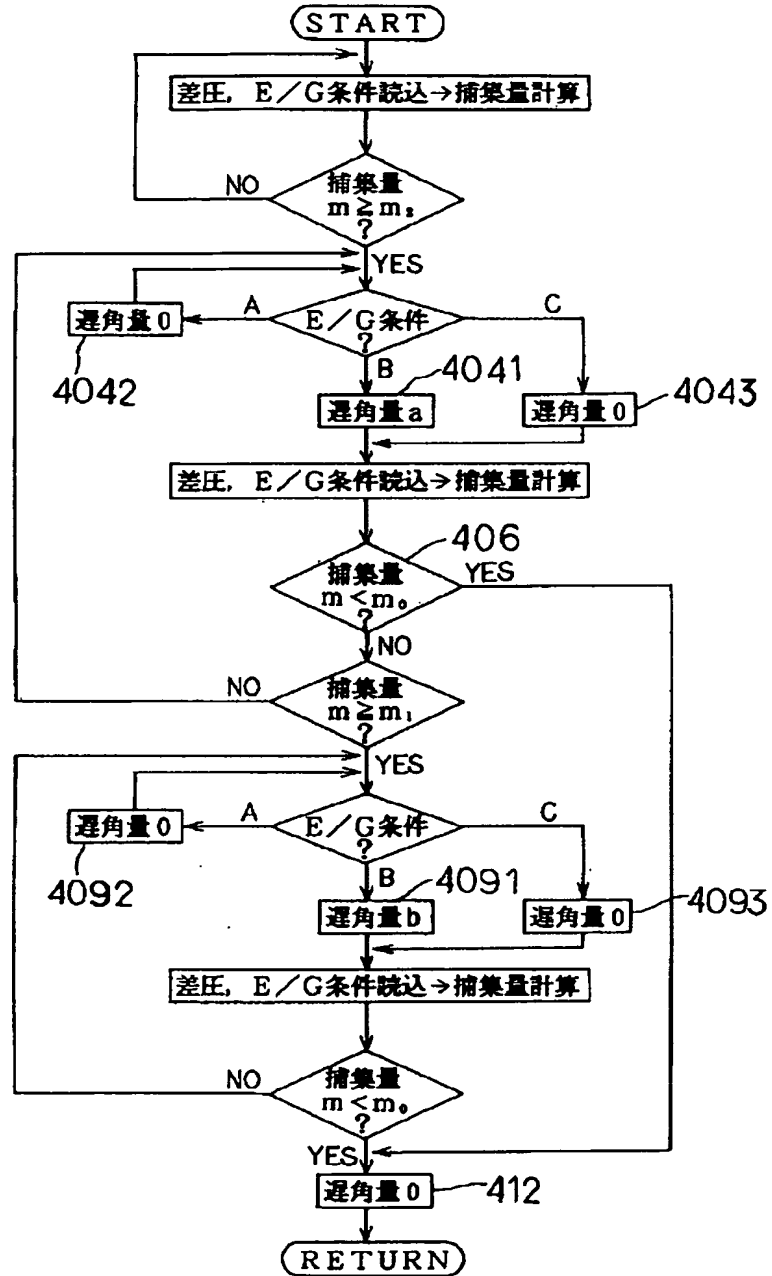 START
差圧，E／G条件読込→捕集量計算
NO
捕集量
m≧m₂
?
YES
A
E／G条件
?
C
遅角量0
4042
B
4041
遅角量a
遅角量0
4043
差圧，E／G条件読込→捕集量計算
406
捕集量
m＜m₀
?
YES
NO
NO
捕集量
m≧m₁
?
YES
A
E／G条件
?
C
遅角量0
4092
B
4091
遅角量b
遅角量0
4093
差圧，E／G条件読込→捕集量計算
NO
捕集量
m＜m₀
?
YES
遅角量0
412
RETURN